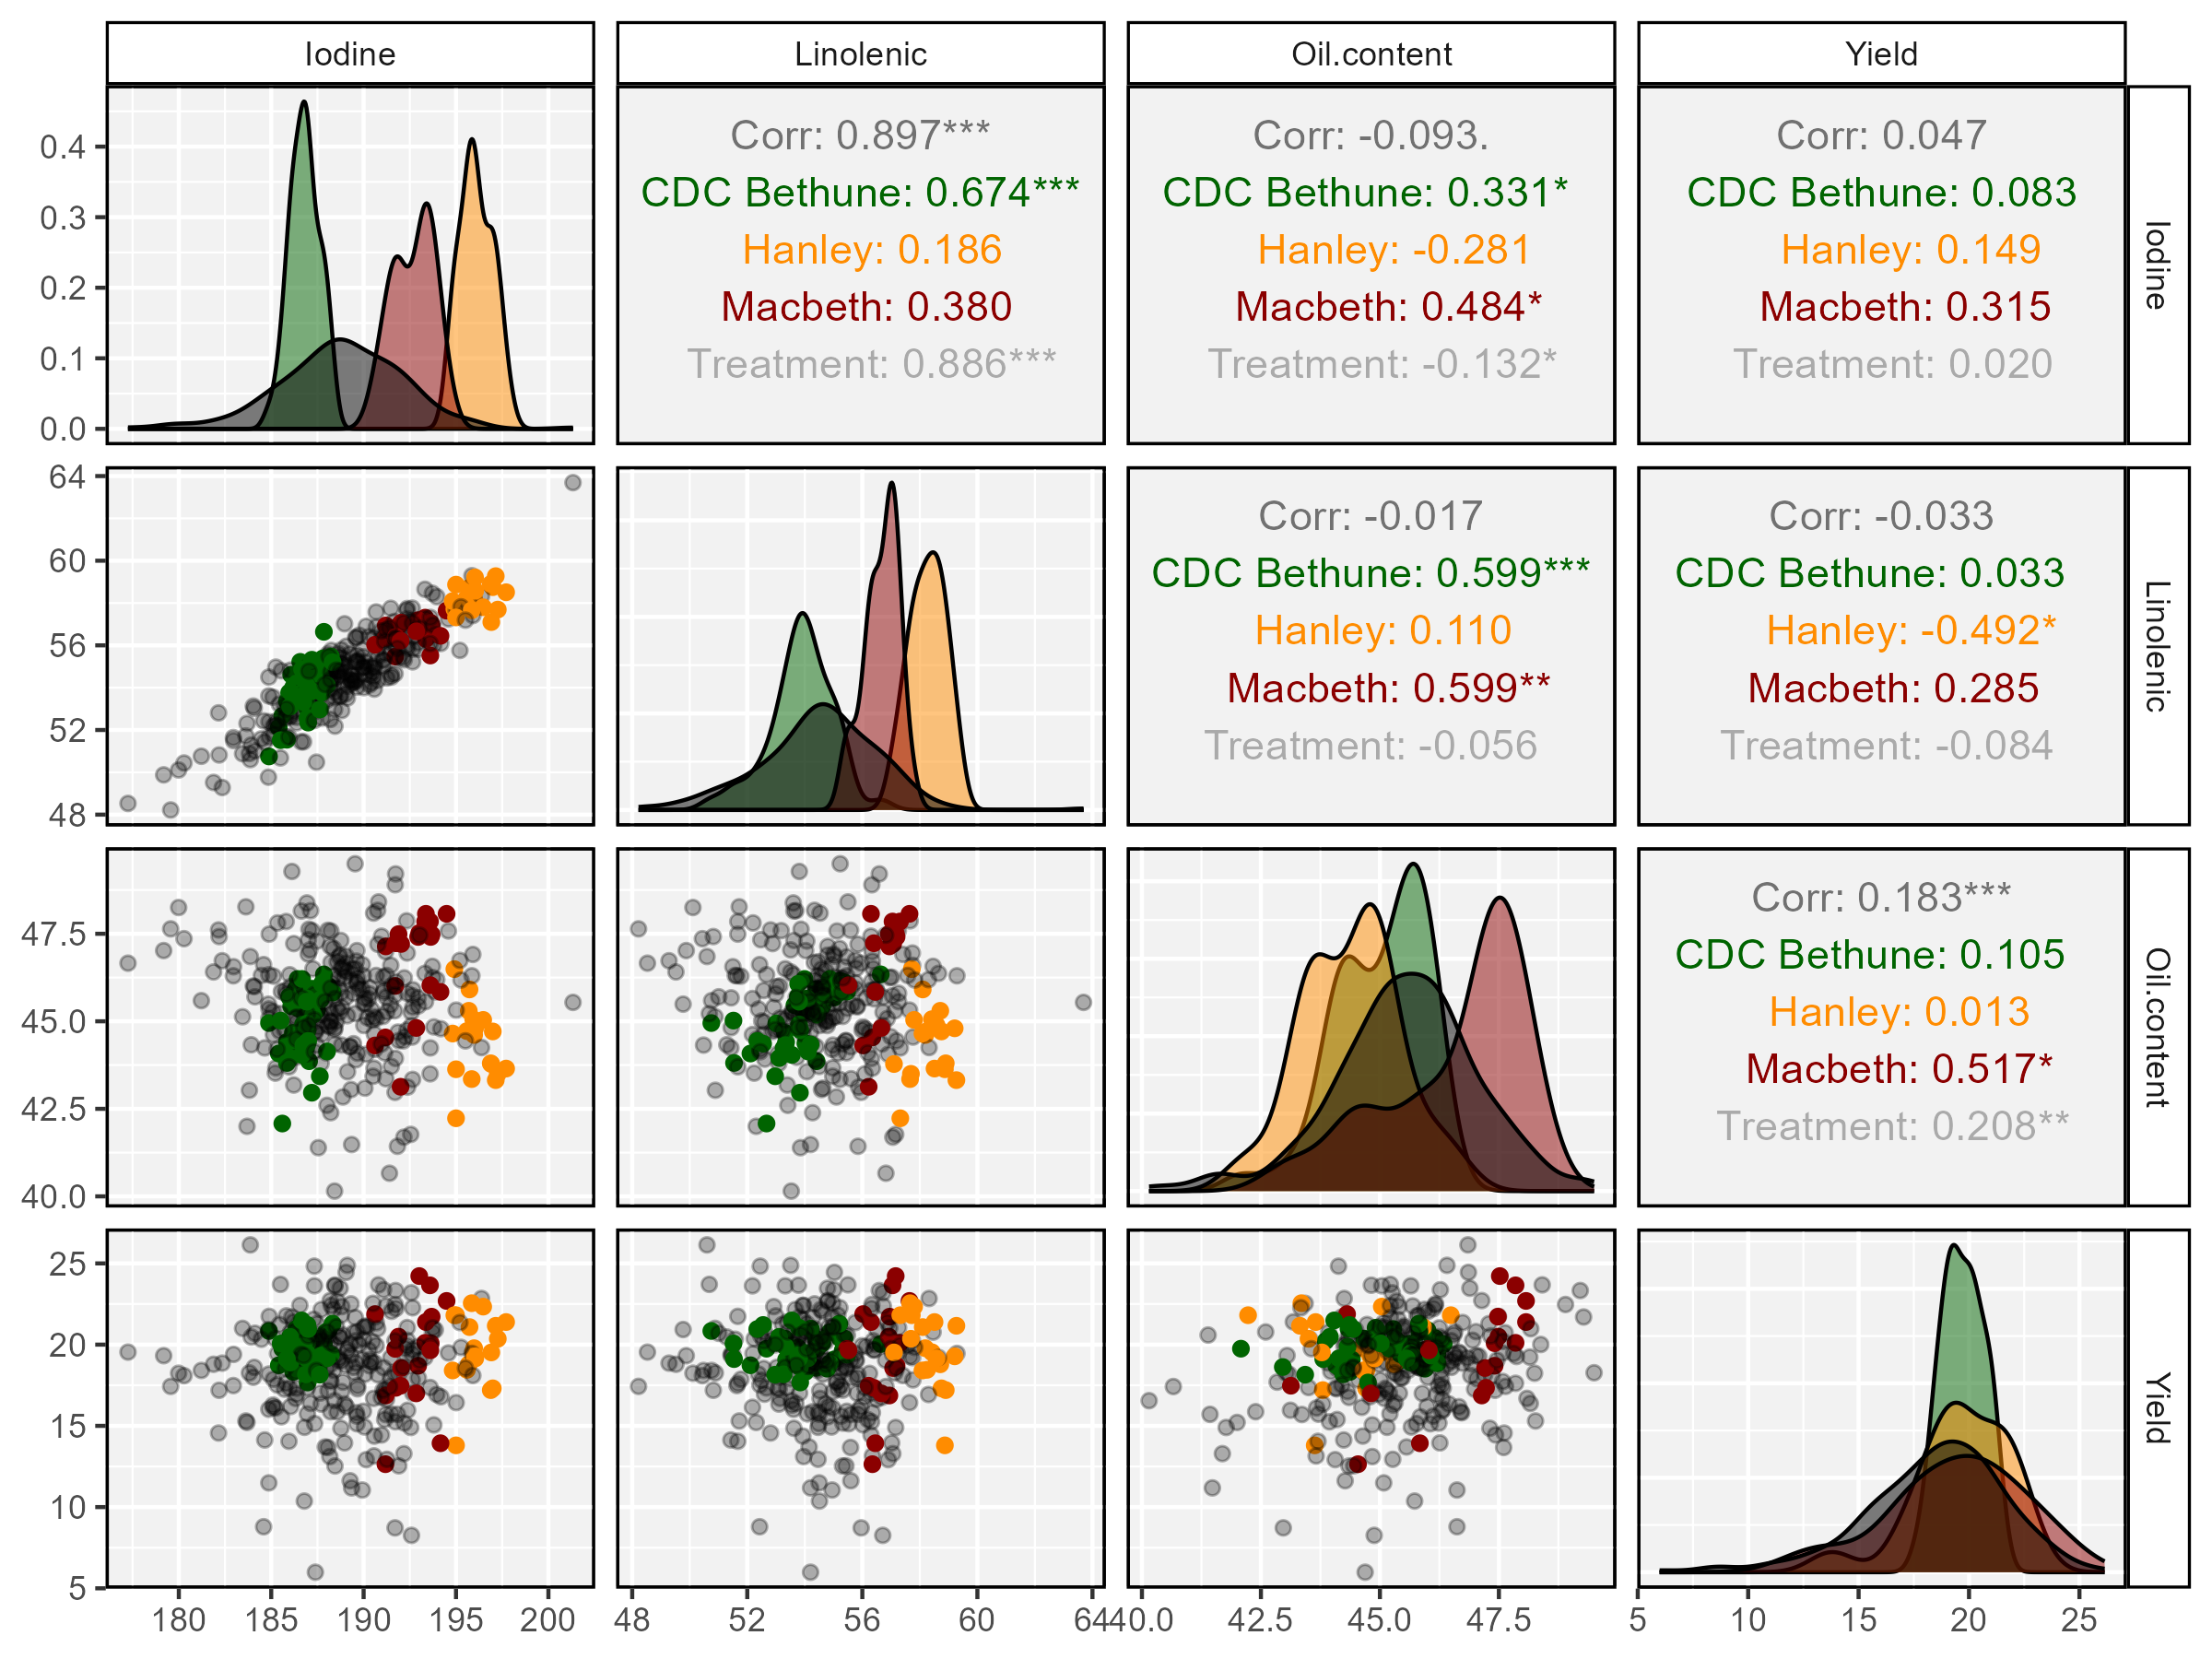 Iodine
Linolenic
Oil.content
Yield
0.4
0.3
0.2
0.1
0.0
Corr: 0.897***
CDC Bethune: 0.674***
Hanley: 0.186
Macbeth: 0.380
Treatment: 0.886***
Corr: -0.093.
CDC Bethune: 0.331*
Hanley: -0.281
Macbeth: 0.484*
Treatment: -0.132*
Corr: 0.047
CDC Bethune: 0.083
Hanley: 0.149
Macbeth: 0.315
Treatment: 0.020
Iodine
64
60
56
52
48
Corr: -0.017
CDC Bethune: 0.599***
Hanley: 0.110
Macbeth: 0.599**
Treatment: -0.056
Corr: -0.033
CDC Bethune: 0.033
Hanley: -0.492*
Macbeth: 0.285
Treatment: -0.084
Linolenic
47.5
45.0
42.5
40.0
Corr: 0.183***
CDC Bethune: 0.105
Hanley: 0.013
Macbeth: 0.517*
Treatment: 0.208**
Oil.content
25
20
15
10
5
Yield
180 185 190 195 200
48 52 56 60 64
40.0 42.5 45.0 47.5
5 10 15 20 25